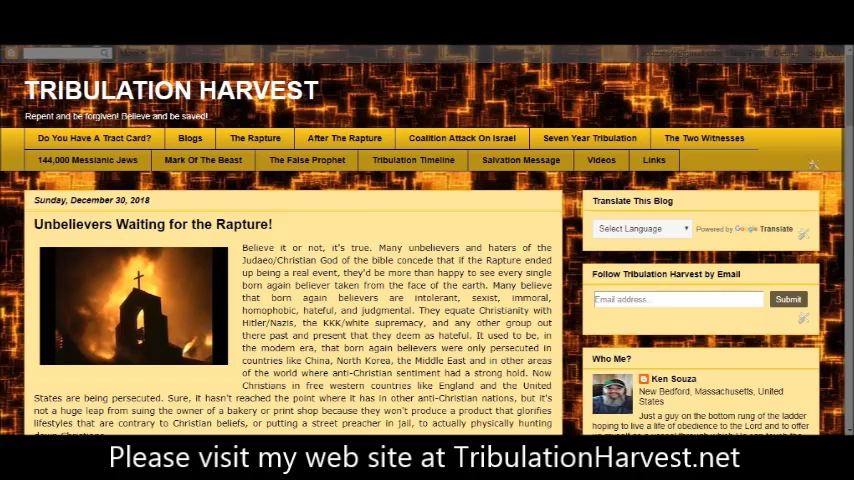 TRIBULATION HARVEST
Repent and be forgiven! Believe and be saved!
Do You Have A Tract Card? Blogs The Rapture After The Rapture Coalition Attack On Israel Seven Year Tribulation The Two Witnesses
144,000 Messianic Jews Mark Of The Beast The False Prophet Tribulation Timeline Salvation Message Videos Links
Sunday, December 30, 2018
Unbelievers Waiting for the Rapture!
Believe it or not, it's true. Many unbelievers and haters of the
Judaeo/Christian God of the bible concede that if the Rapture ended
up being a real event, they'd be more than happy to see every single
born again believer taken from the face of the earth. Many believe
that born again believers are intolerant, sexist, immoral,
homophobic, hateful, and judgmental. They equate Christianity with
Hitler/Nazis, the KKK/white supremacy, and any other group out
there past and present that they deem as hateful. It used to be, in
the modern era, that born again believers were only persecuted in
countries like China, North Korea, the Middle East and in other areas
of the world where anti-Christian sentiment had a strong hold. Now
Christians in free western countries like England and the United
States are being persecuted. Sure, it hasn't reached the point where it has in other anti-Christian nations, but it's
not a huge leap from suing the owner of a bakery or print shop because they won't produce a product that glorifies
lifestyles that are contrary to Christian beliefs, or putting a street preacher in jail, to actually physically hunting
down Christians
Translate This Blog
Select Language Powered by Google Translate
Follow Tribulation Harvest by Email
Email address... Submit
Who Me?
Ken Souza
New Bedford, Massachusetts, United
States
Just a guy on the bottom rung of the ladder
hoping to live a life of obedience to the Lord and to offer
Please visit my web site at TribulationHarvest.net